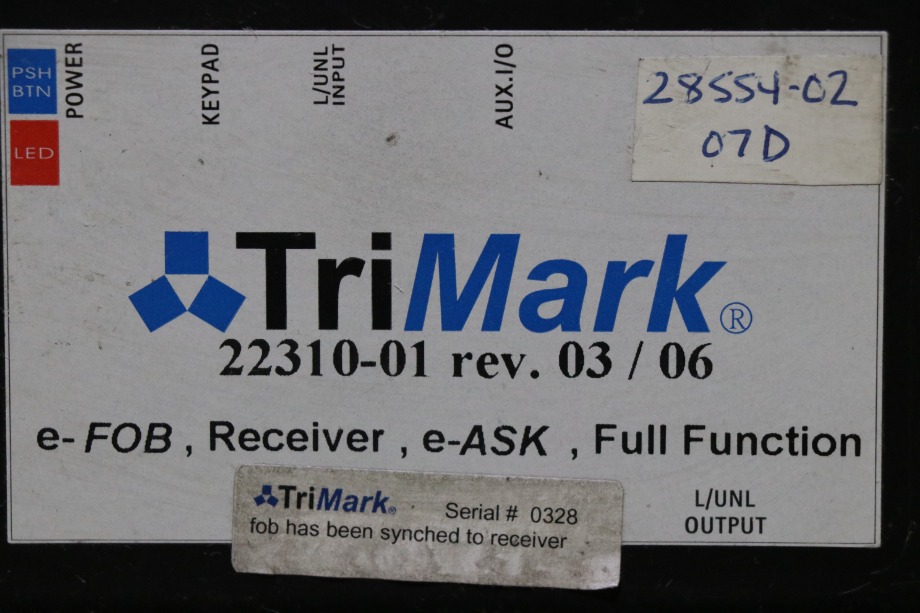 PSH
BTN
LED
POWER
KEYPAD
L/UNL
INPUT
AUX.I/O
28554-02
07D
TriMark®
22310-01 rev. 03 / 06
e-FOB , Receiver , e-ASK , Full Function
TriMark® Serial # 0328
fob has been synched to receiver
L/UNL
OUTPUT